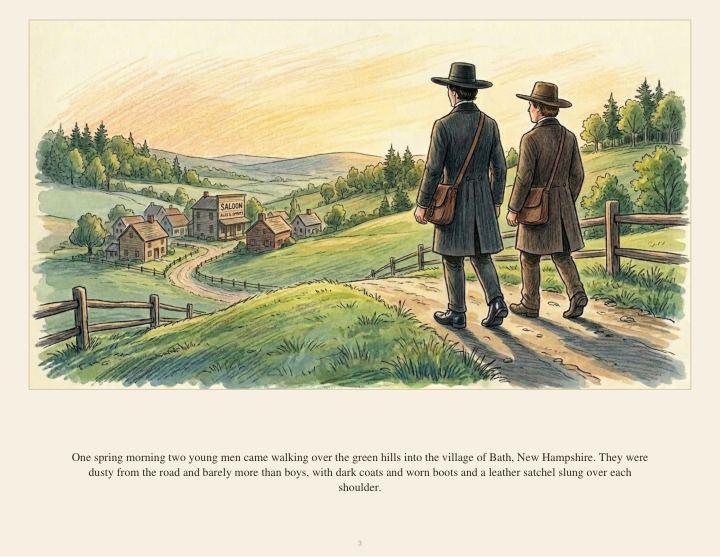 SALOON
ALES & SPIRITS
One spring morning two young men came walking over the green hills into the village of Bath, New Hampshire. They were
dusty from the road and barely more than boys, with dark coats and worn boots and a leather satchel slung over each
shoulder.
3